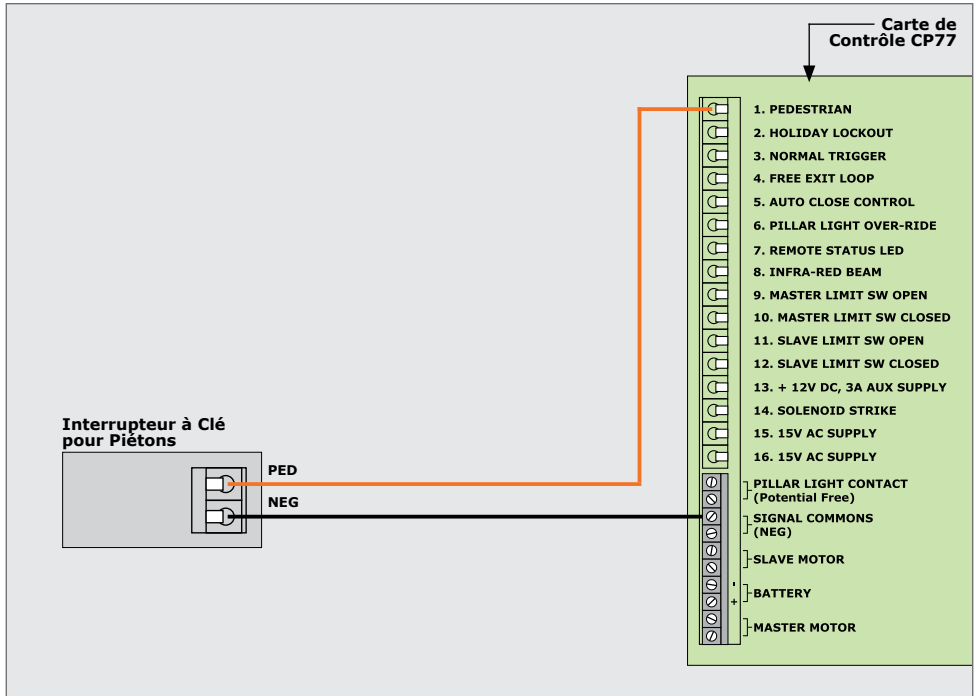 Carte de
Contrôle CP77
1. PEDESTRIAN
2. HOLIDAY LOCKOUT
3. NORMAL TRIGGER
4. FREE EXIT LOOP
5. AUTO CLOSE CONTROL
6. PILLAR LIGHT OVER-RIDE
7. REMOTE STATUS LED
8. INFRA-RED BEAM
9. MASTER LIMIT SW OPEN
10. MASTER LIMIT SW CLOSED
11. SLAVE LIMIT SW OPEN
12. SLAVE LIMIT SW CLOSED
13. + 12V DC, 3A AUX SUPPLY
14. SOLENOID STRIKE
15. 15V AC SUPPLY
16. 15V AC SUPPLY
PILLAR LIGHT CONTACT
(Potential Free)
SIGNAL COMMONS
(NEG)
SLAVE MOTOR
-
BATTERY
+
MASTER MOTOR
Interrupteur à Clé
pour Piétons
PED
NEG